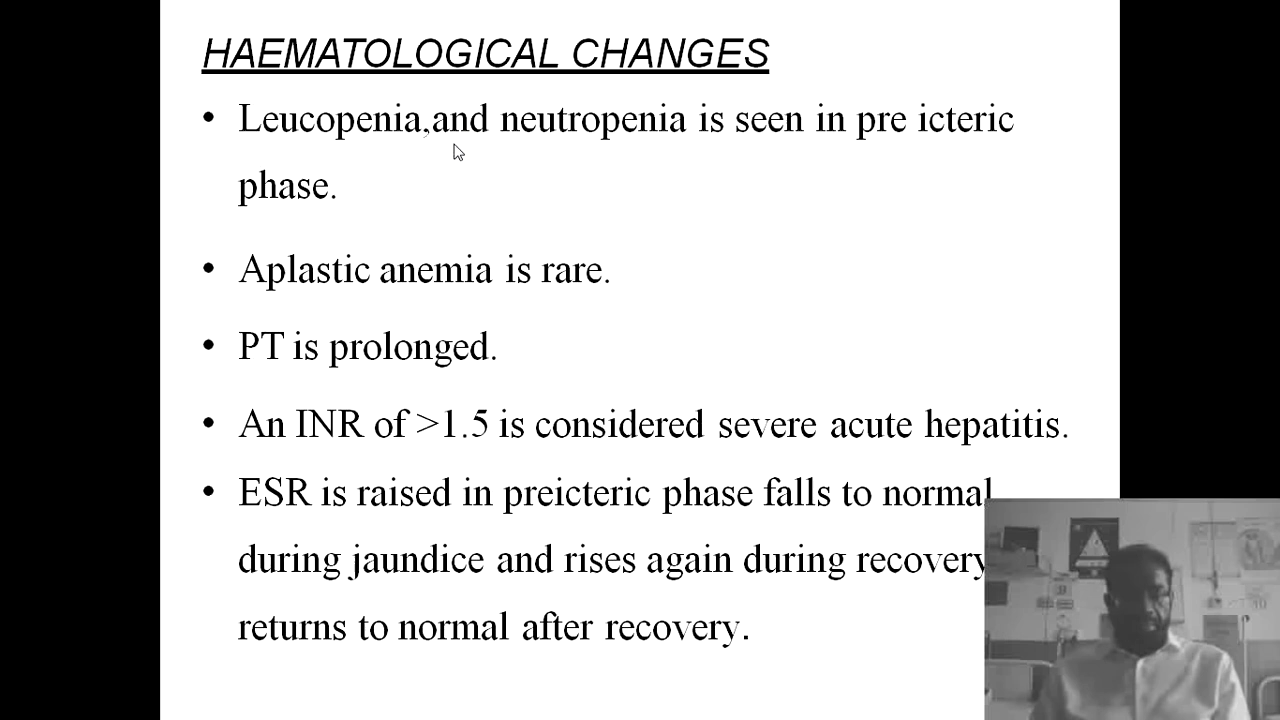 HAEMATOLOGICAL CHANGES
• Leucopenia,and neutropenia is seen in pre icteric
phase.
• Aplastic anemia is rare.
• PT is prolonged.
• An INR of >1.5 is considered severe acute hepatitis.
• ESR is raised in preicteric phase falls to normal
during jaundice and rises again during recovery
returns to normal after recovery.